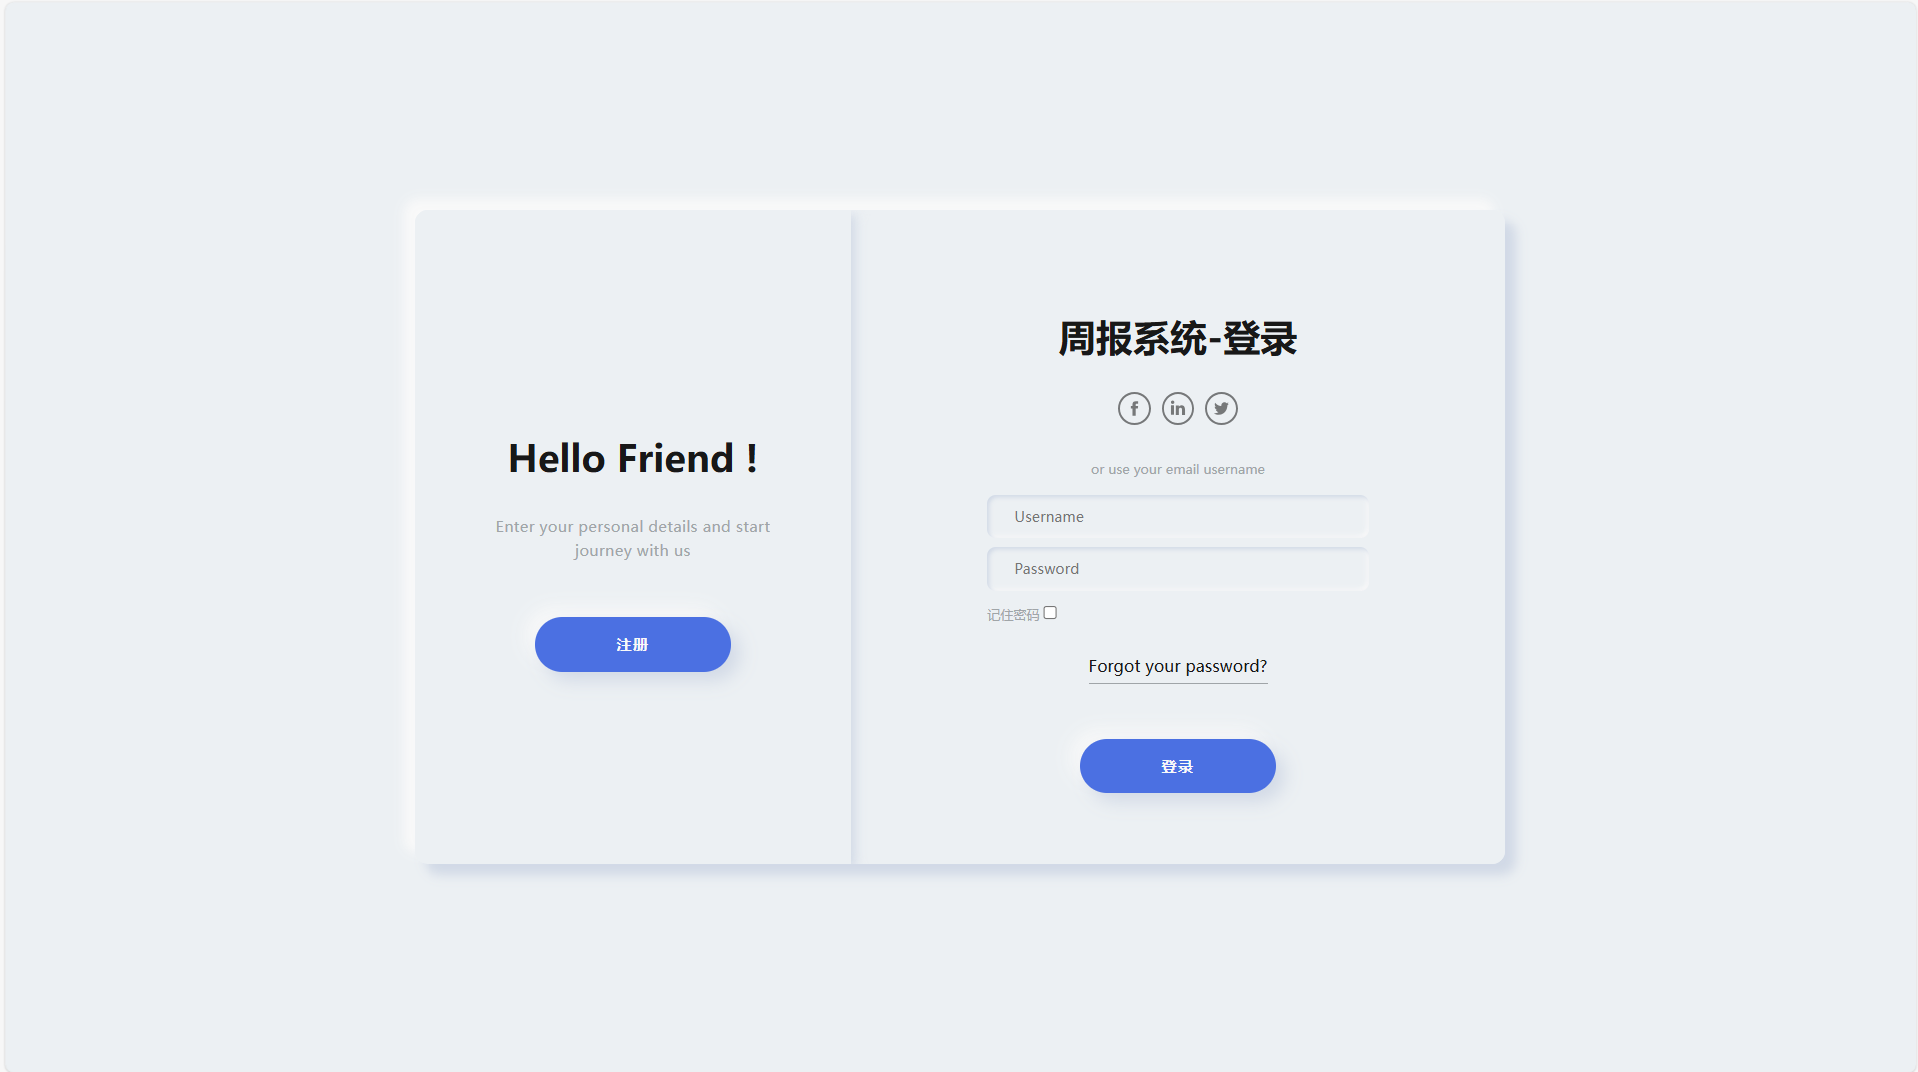 Hello Friend !
Enter your personal details and start
journey with us
注册
周报系统-登录
or use your email username
Username
Password
记住密码
Forgot your password?
登录